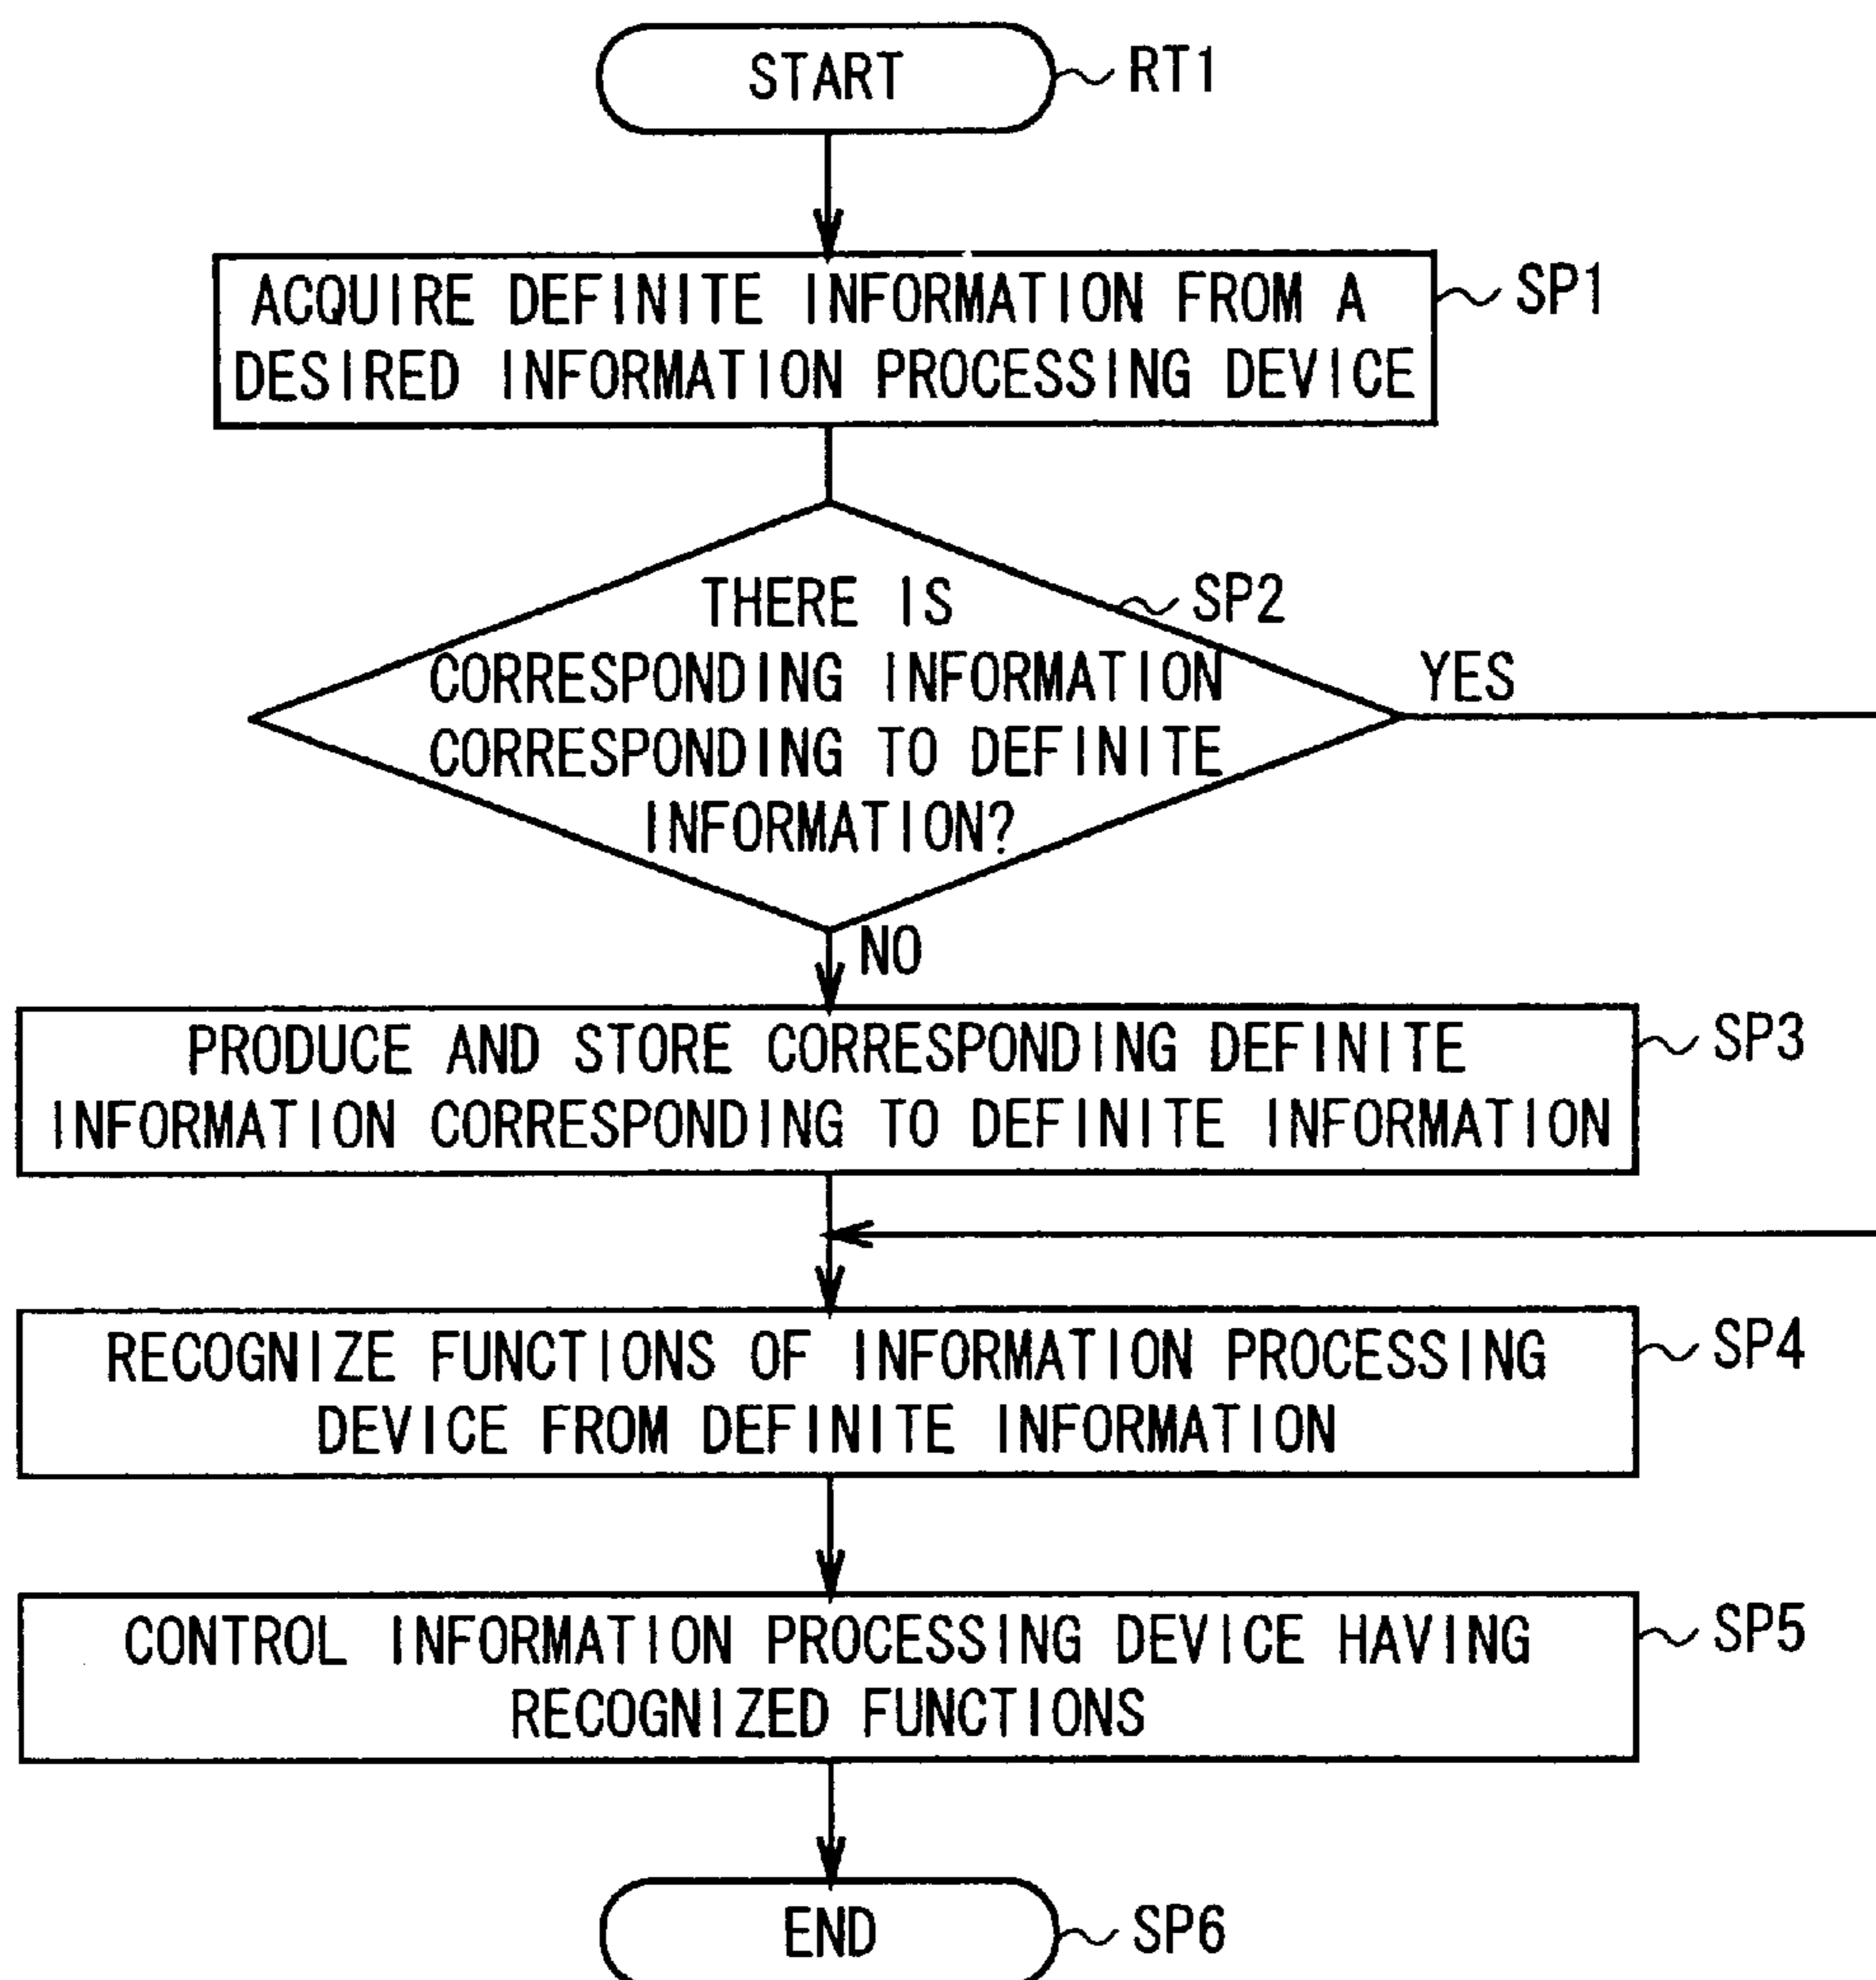 START
RT1
ACQUIRE DEFINITE INFORMATION FROM A
DESIRED INFORMATION PROCESSING DEVICE
SP1
THERE IS
CORRESPONDING INFORMATION
CORRESPONDING TO DEFINITE
INFORMATION?
SP2
YES
NO
PRODUCE AND STORE CORRESPONDING DEFINITE
INFORMATION CORRESPONDING TO DEFINITE INFORMATION
SP3
RECOGNIZE FUNCTIONS OF INFORMATION PROCESSING
DEVICE FROM DEFINITE INFORMATION
SP4
CONTROL INFORMATION PROCESSING DEVICE HAVING
RECOGNIZED FUNCTIONS
SP5
END
SP6